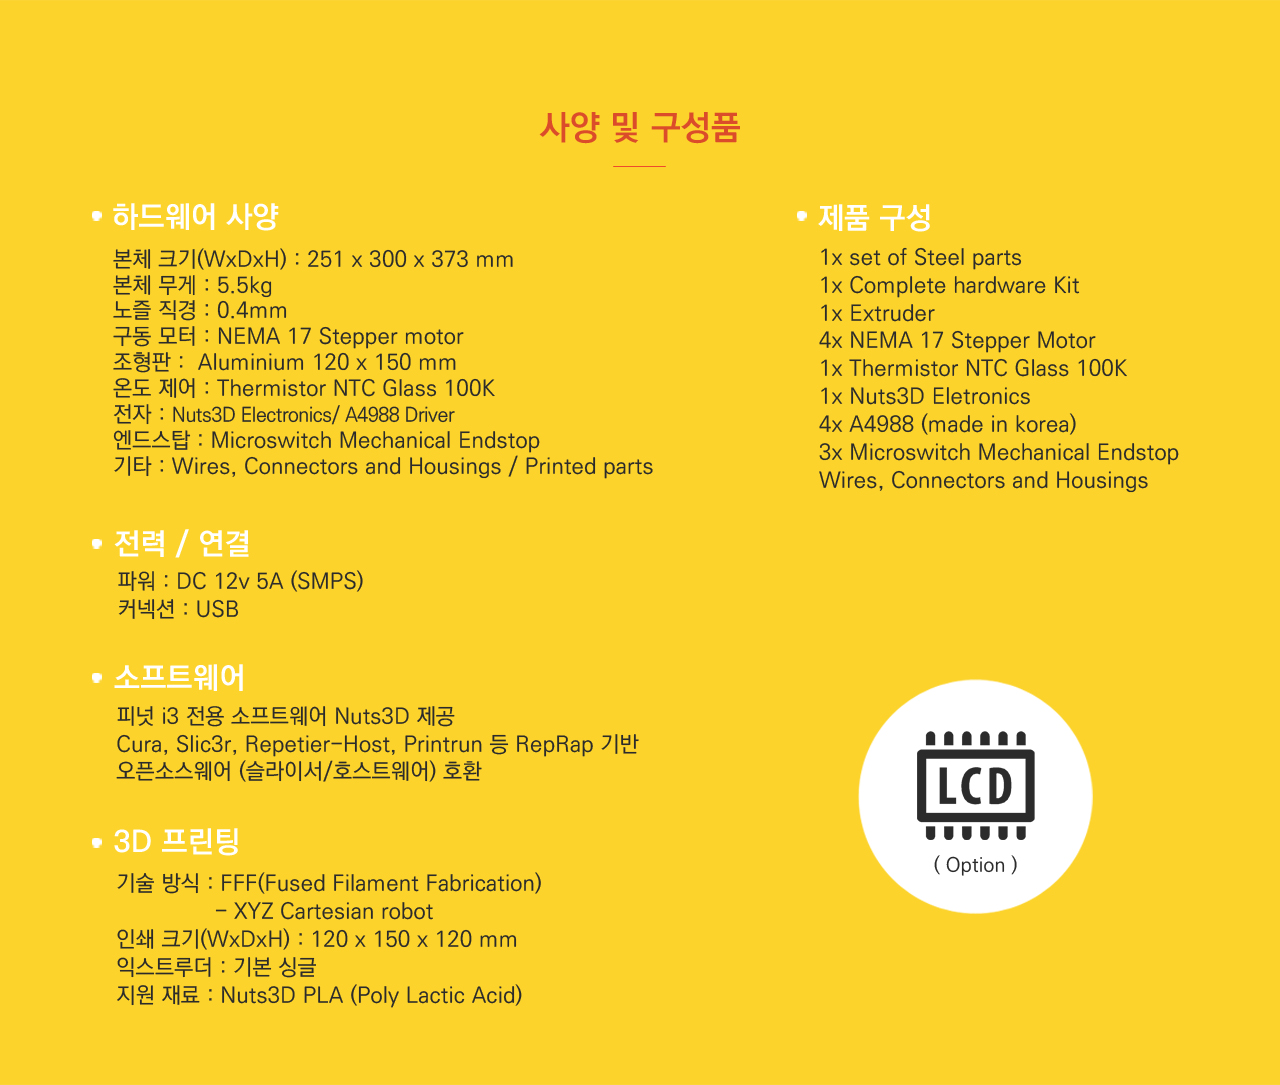 사양 및 구성품
하드웨어 사양
본체 크기(WxDxH) : 251 x 300 x 373 mm
본체 무게 : 5.5kg
노즐 직경 : 0.4mm
구동 모터 : NEMA 17 Stepper motor
조형판 : Aluminium 120 x 150 mm
온도 제어 : Thermistor NTC Glass 100K
전자 : Nuts3D Electronics/ A4988 Driver
엔드스탑 : Microswitch Mechanical Endstop
기타 : Wires, Connectors and Housings / Printed parts
전력 / 연결
파워 : DC 12v 5A (SMPS)
커넥션 : USB
소프트웨어
피넛 i3 전용 소프트웨어 Nuts3D 제공
Cura, Slic3r, Repetier-Host, Printrun 등 RepRap 기반
오픈소스웨어 (슬라이서/호스트웨어) 호환
3D 프린팅
기술 방식 : FFF(Fused Filament Fabrication)
- XYZ Cartesian robot
인쇄 크기(WxDxH) : 120 x 150 x 120 mm
익스트루더 : 기본 싱글
지원 재료 : Nuts3D PLA (Poly Lactic Acid)
제품 구성
1x set of Steel parts
1x Complete hardware Kit
1x Extruder
4x NEMA 17 Stepper Motor
1x Thermistor NTC Glass 100K
1x Nuts3D Eletronics
4x A4988 (made in korea)
3x Microswitch Mechanical Endstop
Wires, Connectors and Housings
LCD
( Option )